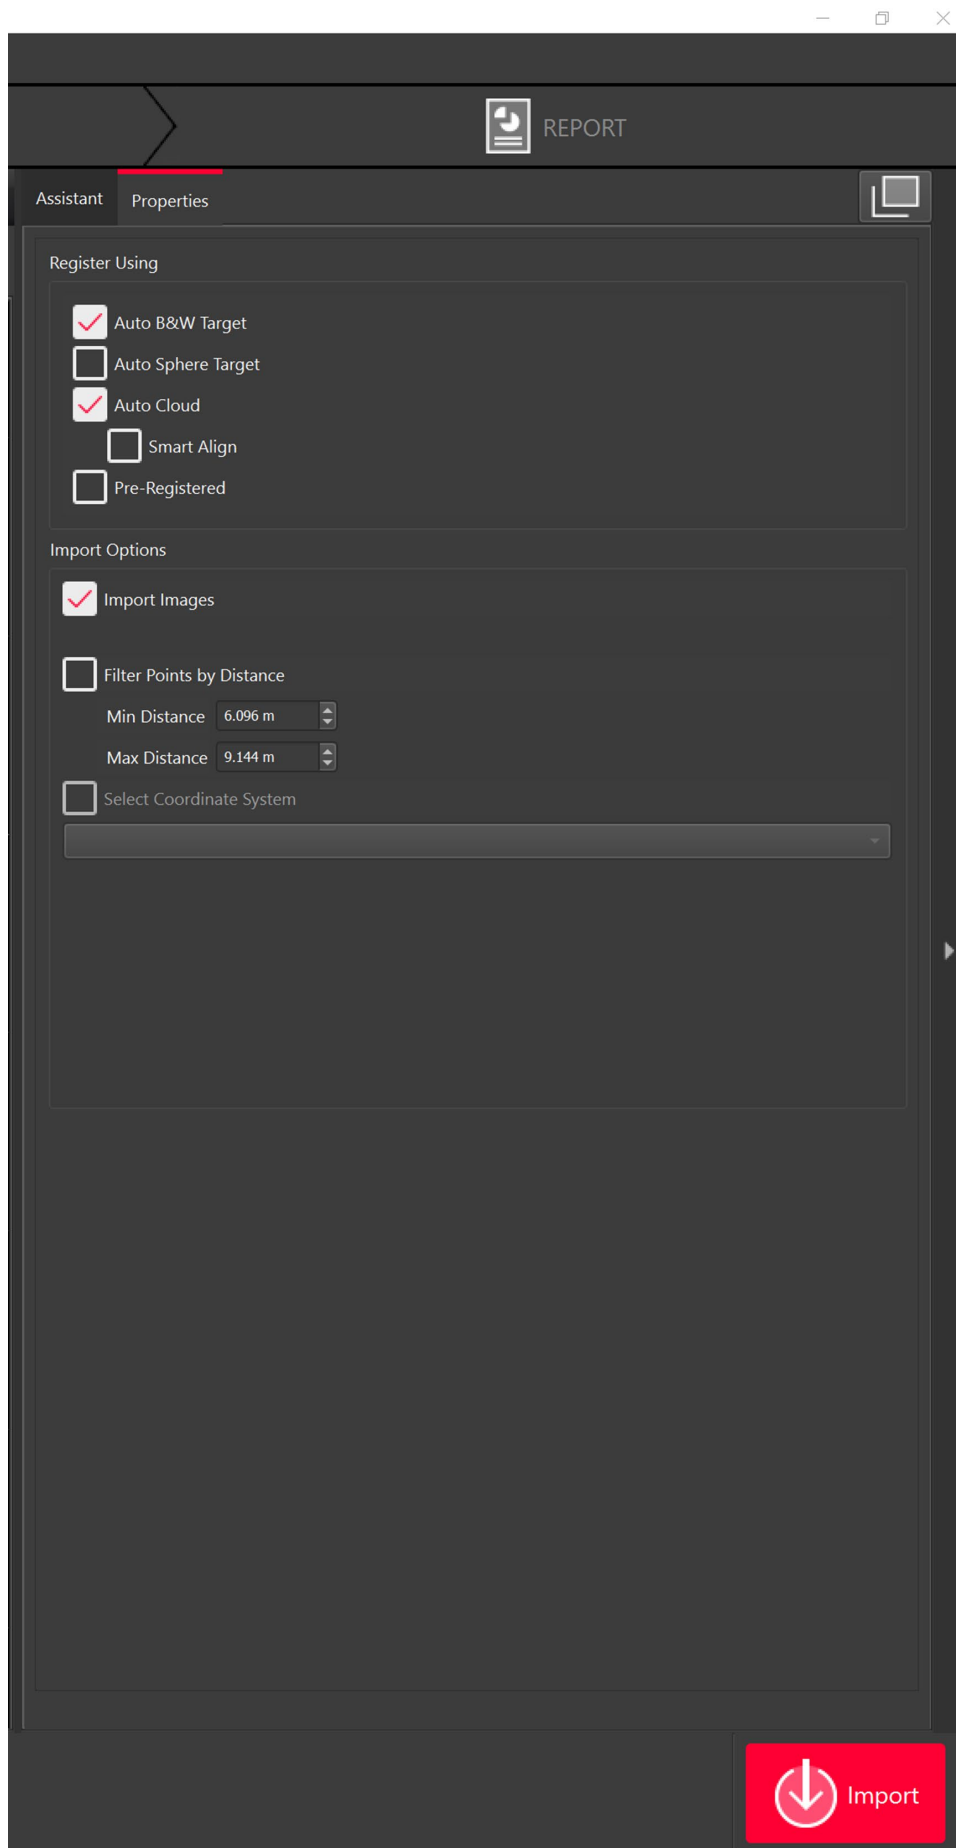 REPORT
Assistant
Properties
Register Using
Auto B&W Target
Auto Sphere Target
Auto Cloud
Smart Align
Pre-Registered
Import Options
Import Images
Filter Points by Distance
Min Distance 6.096 m
Max Distance 9.144 m
Select Coordinate System
Import